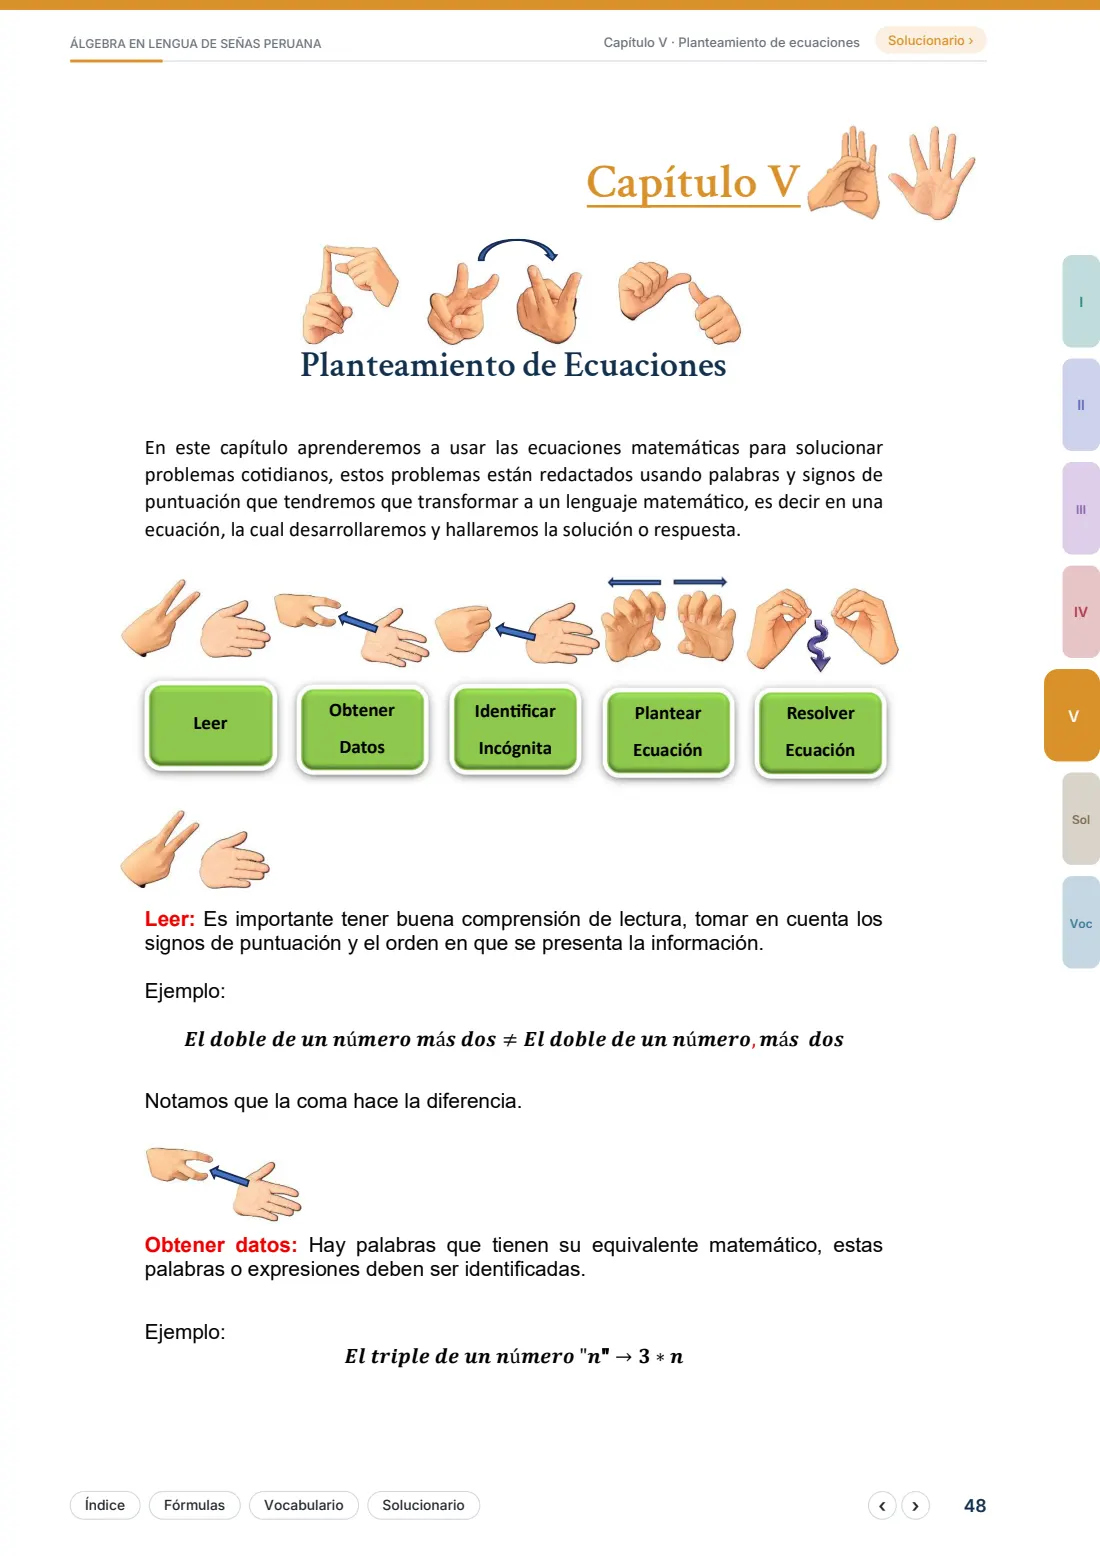 ÁLGEBRA EN LENGUA DE SEÑAS PERUANA
Capítulo V · Planteamiento de ecuaciones
Solucionario ›
Capítulo V
Planteamiento de Ecuaciones
En este capítulo aprenderemos a usar las ecuaciones matemáticas para solucionar
problemas cotidianos, estos problemas están redactados usando palabras y signos de
puntuación que tendremos que transformar a un lenguaje matemático, es decir en una
ecuación, la cual desarrollaremos y hallaremos la solución o respuesta.
Leer
Obtener
Datos
Identificar
Incógnita
Plantear
Ecuación
Resolver
Ecuación
Leer: Es importante tener buena comprensión de lectura, tomar en cuenta los
signos de puntuación y el orden en que se presenta la información.
Ejemplo:
El doble de un número más dos ≠ El doble de un número, más dos
Notamos que la coma hace la diferencia.
Obtener datos: Hay palabras que tienen su equivalente matemático, estas
palabras o expresiones deben ser identificadas.
Ejemplo:
El triple de un número "n" → 3 * n
I
II
III
IV
V
Sol
Voc
Índice
Fórmulas
Vocabulario
Solucionario
‹ ›
48